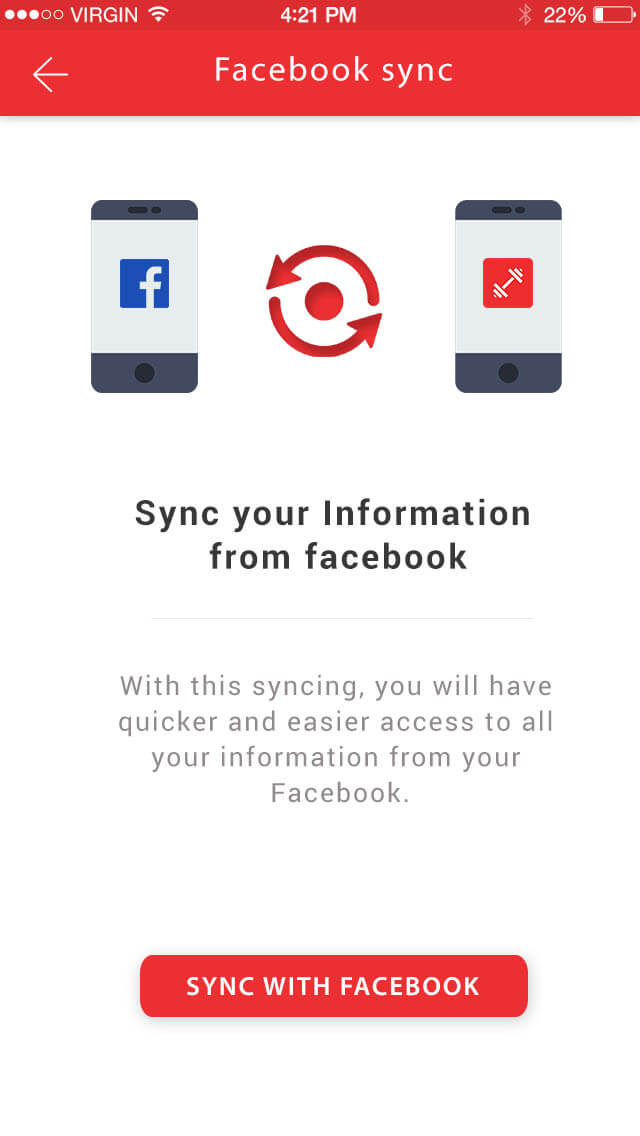 VIRGIN 4:21 PM 22%
Facebook sync
Sync your Information
from facebook
With this syncing, you will have
quicker and easier access to all
your information from your
Facebook.
SYNC WITH FACEBOOK